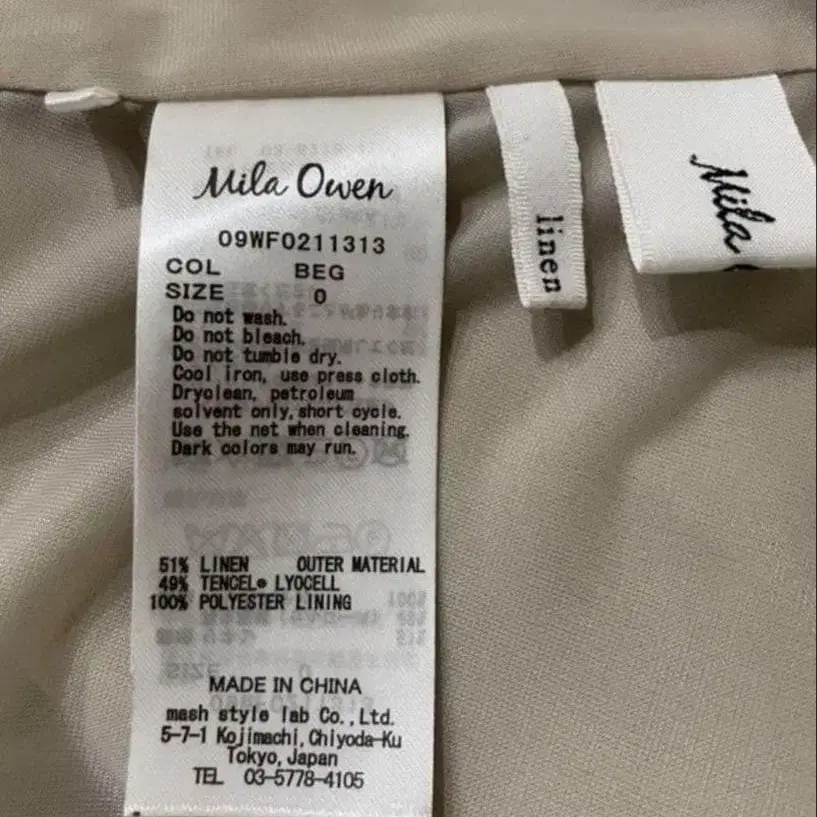 Mila Owen
09WF0211313
COL BEG
SIZE 0
Do not wash.
Do not bleach.
Do not tumble dry.
Cool iron, use press cloth.
Dryclean, petroleum
solvent only, short cycle.
Use the net when cleaning.
Dark colors may run.
51% LINEN OUTER MATERIAL
49% TENCEL® LYOCELL
100% POLYESTER LINING
MADE IN CHINA
mash style lab Co.,Ltd.
5-7-1 Kojimachi,Chiyoda-Ku
Tokyo,Japan
TEL 03-5778-4105
linen
Mila